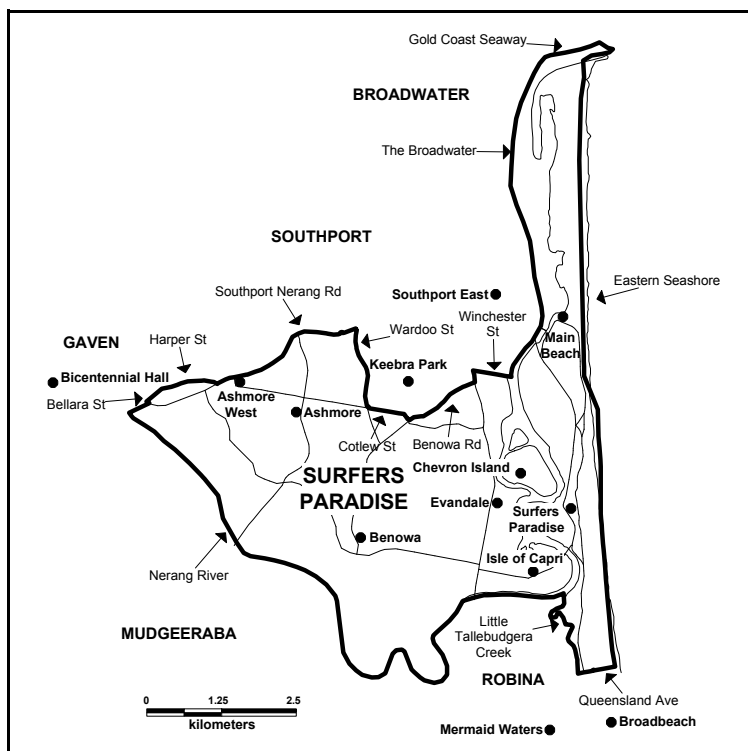 Gold Coast Seaway
BROADWATER
The Broadwater
SOUTHPORT
Eastern Seashore
Southport Nerang Rd
Southport East
Winchester
St
Wardoo St
GAVEN
Harper St
Main
Beach
Keebra Park
Bicentennial Hall
Bellara St
Ashmore
West
Ashmore
Cotlew St
Benowa Rd
SURFERS
PARADISE
Chevron Island
Evandale
Surfers
Paradise
Benowa
Isle of Capri
Nerang River
MUDGEERABA
Little
Tallebudgera
Creek
ROBINA
Queensland Ave
0 1.25 2.5
kilometers
Mermaid Waters
Broadbeach